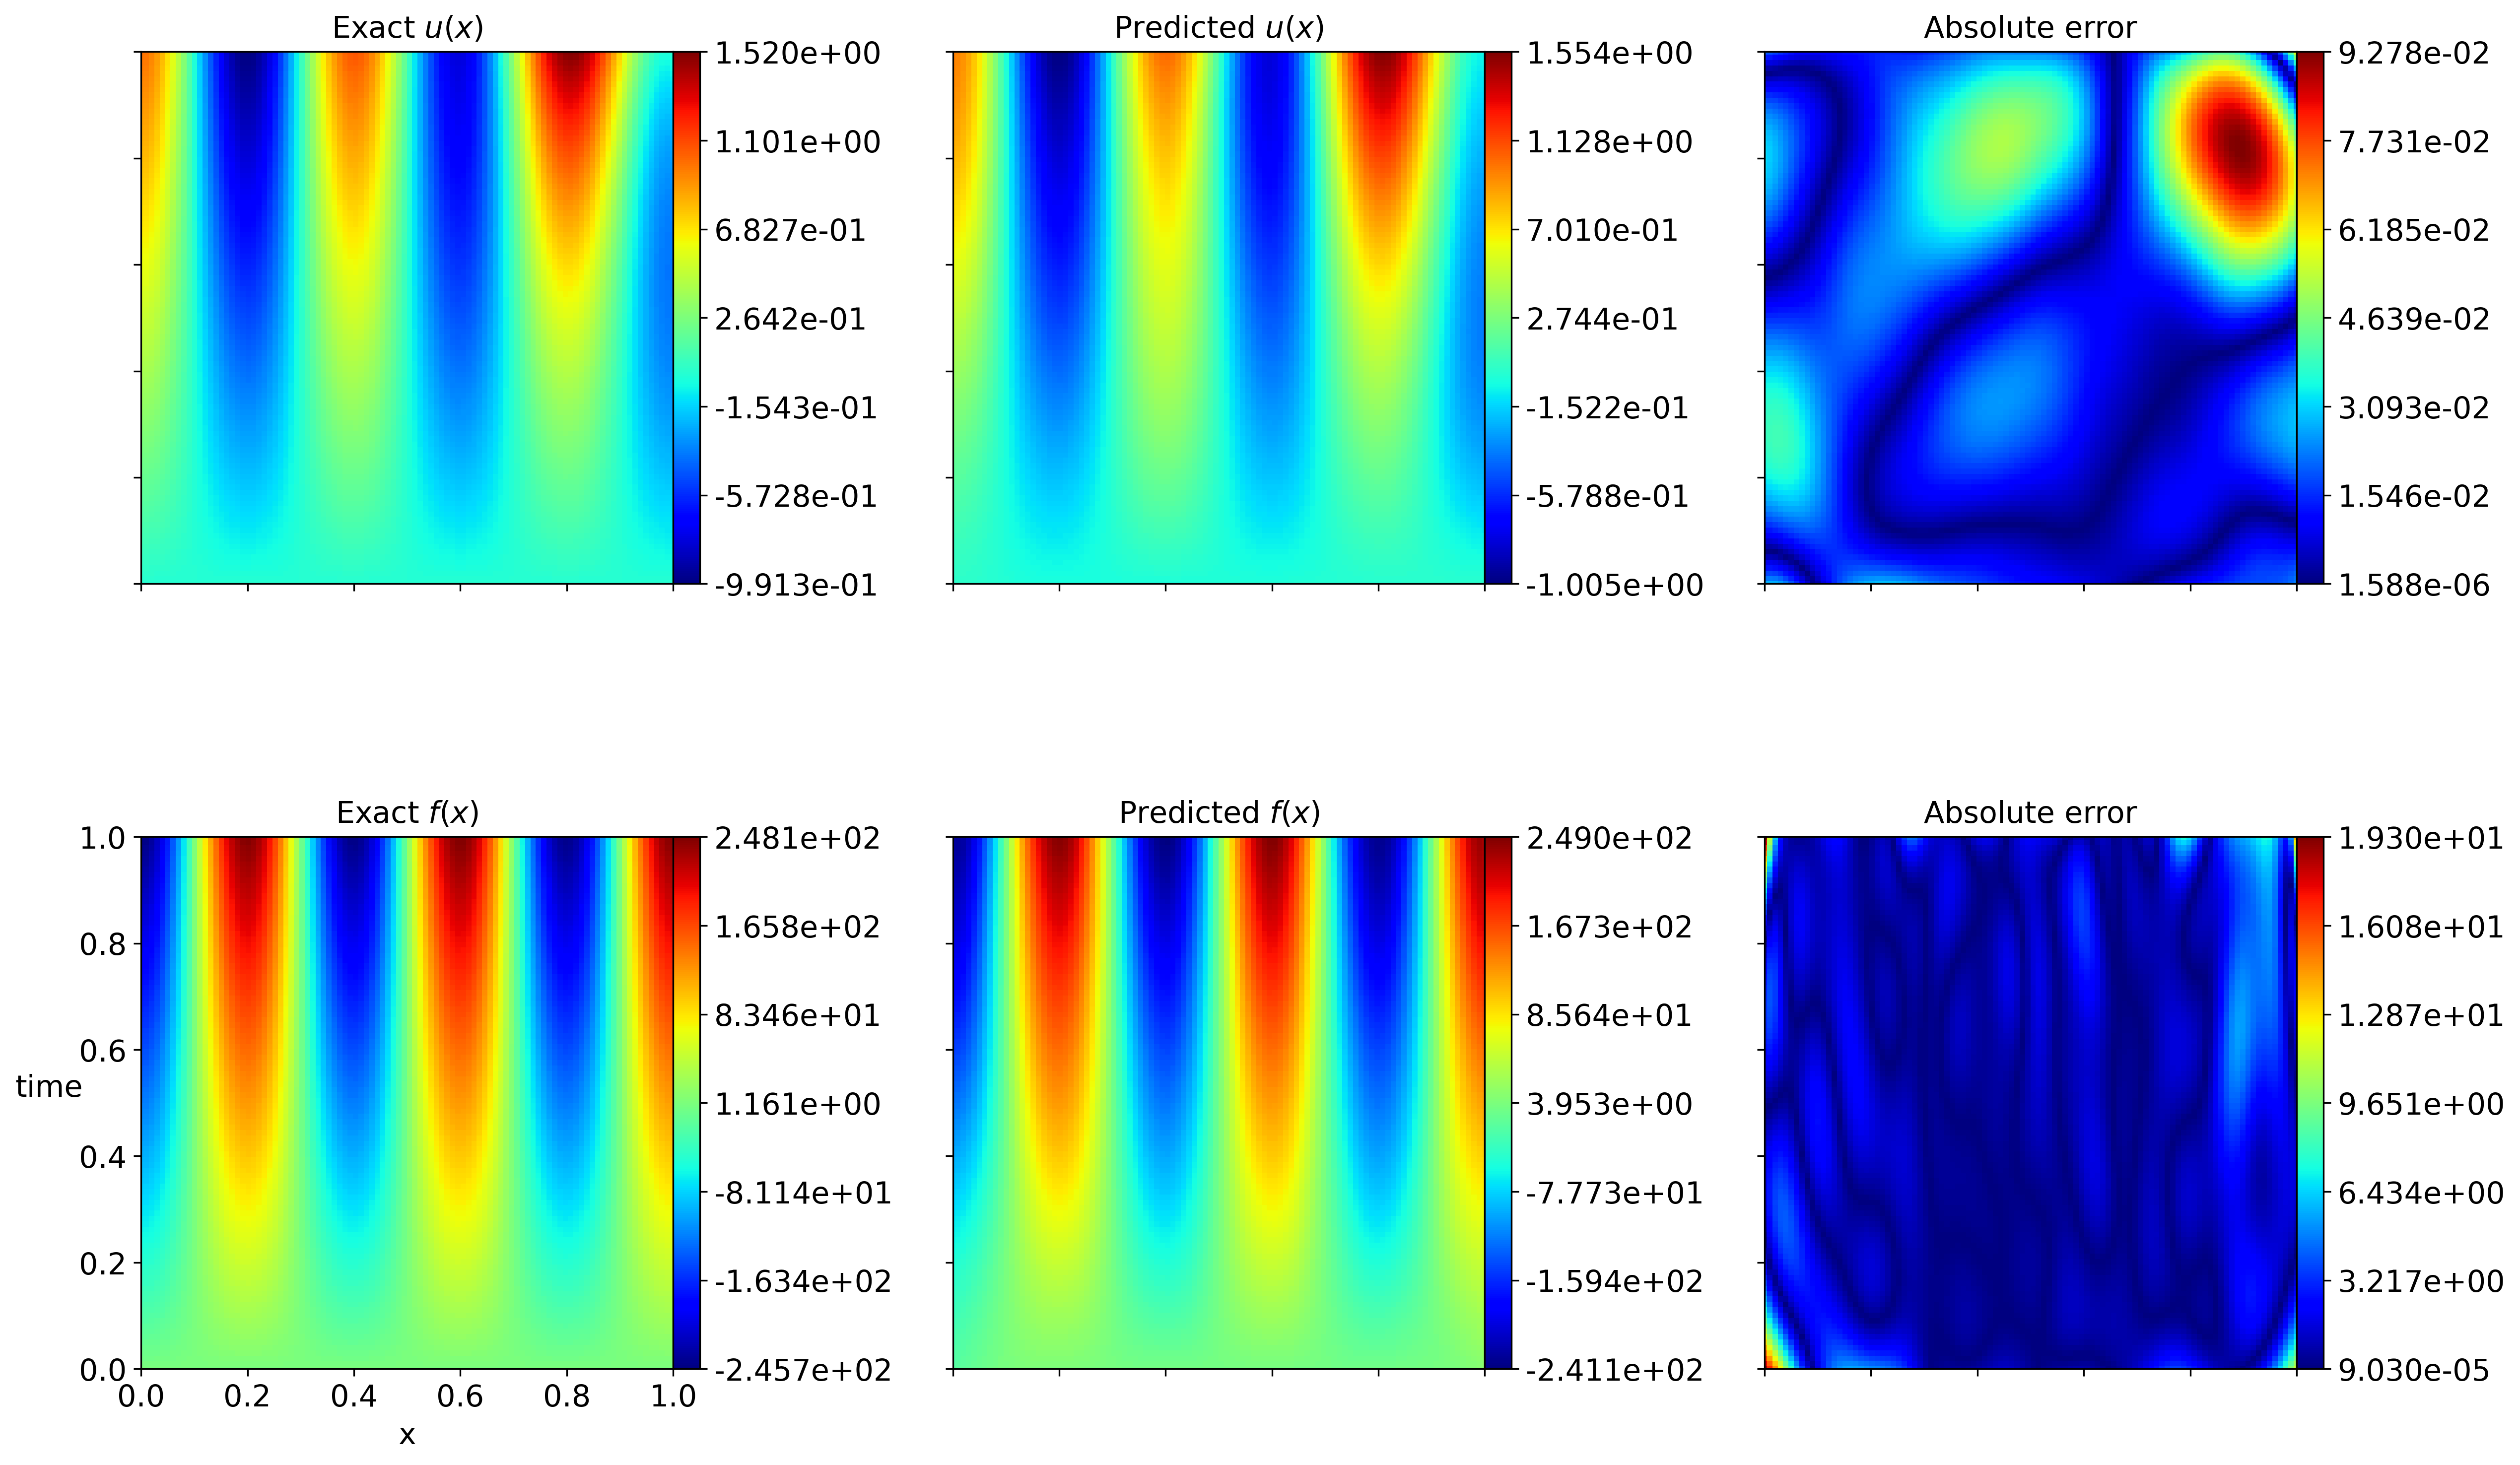 Exact u(x)
1.520e+00
1.101e+00
6.827e-01
2.642e-01
-1.543e-01
-5.728e-01
-9.913e-01
Predicted u(x)
1.554e+00
1.128e+00
7.010e-01
2.744e-01
-1.522e-01
-5.788e-01
-1.005e+00
Absolute error
9.278e-02
7.731e-02
6.185e-02
4.639e-02
3.093e-02
1.546e-02
1.588e-06
Exact f(x)
time
1.0
0.8
0.6
0.4
0.2
0.0
0.0 0.2 0.4 0.6 0.8 1.0
x
2.481e+02
1.658e+02
8.346e+01
1.161e+00
-8.114e+01
-1.634e+02
-2.457e+02
Predicted f(x)
2.490e+02
1.673e+02
8.564e+01
3.953e+00
-7.773e+01
-1.594e+02
-2.411e+02
Absolute error
1.930e+01
1.608e+01
1.287e+01
9.651e+00
6.434e+00
3.217e+00
9.030e-05